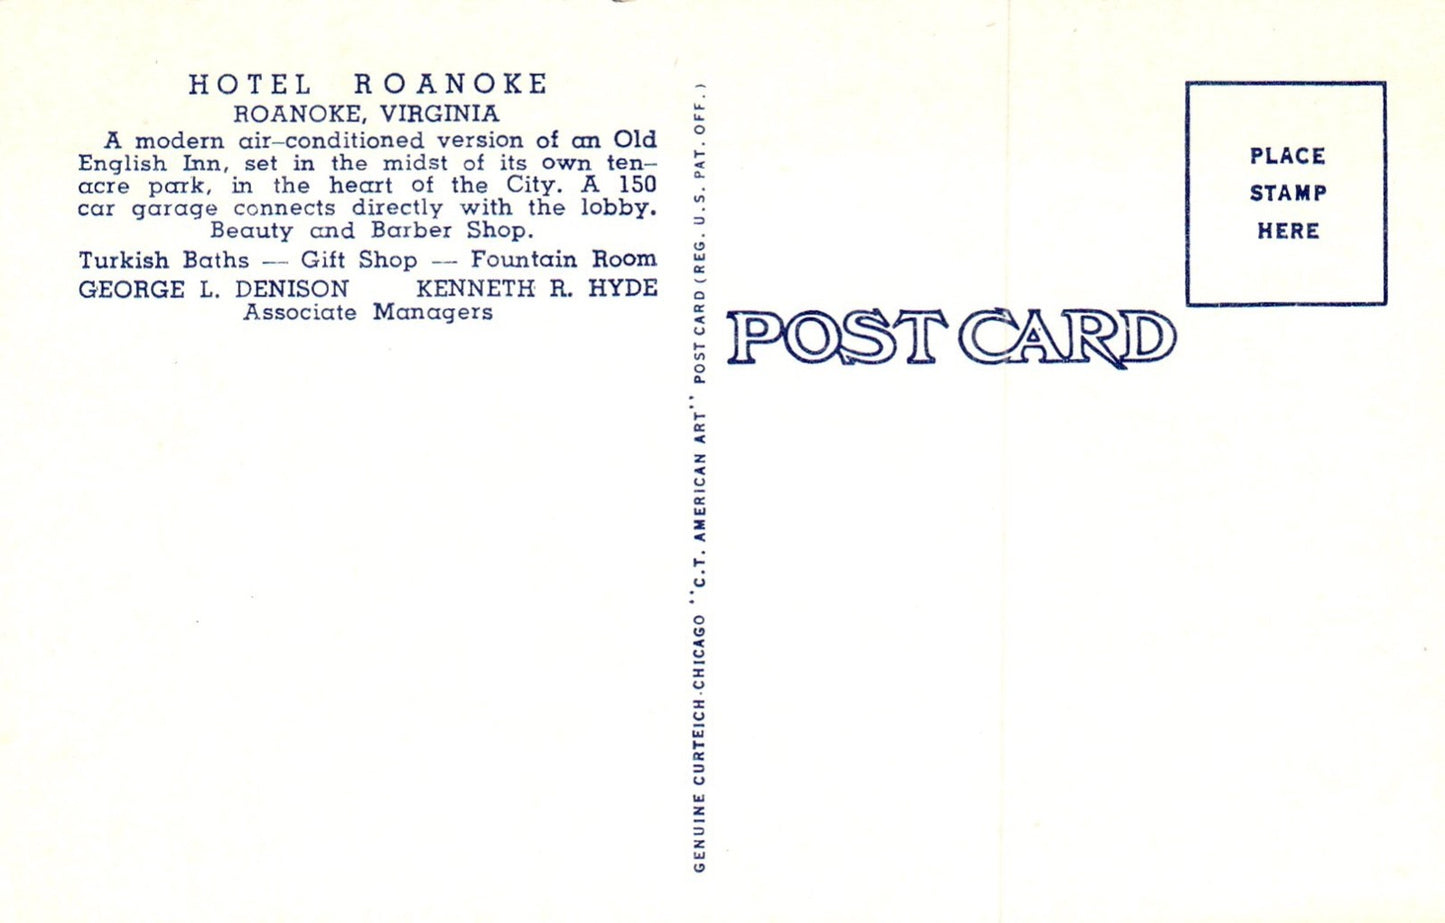 HOTEL ROANOKE
ROANOKE, VIRGINIA
A modern air-conditioned version of an Old
English Inn, set in the midst of its own ten-
acre park, in the heart of the City. A 150
car garage connects directly with the lobby.
Beauty and Barber Shop.
Turkish Baths — Gift Shop — Fountain Room
GEORGE L. DENISON KENNETH R. HYDE
Associate Managers
GENUINE CURTEICH-CHICAGO "C.T. AMERICAN ART" POST CARD (REG. U.S. PAT. OFF.)
POST CARD
PLACE
STAMP
HERE